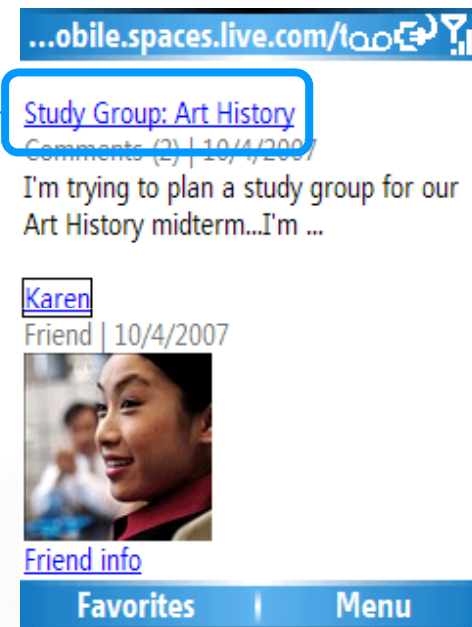 ...obile.spaces.live.com/t
Study Group: Art History
Comments (2) | 10/4/2007
I'm trying to plan a study group for our
Art History midterm...I'm ...
Karen
Friend | 10/4/2007
Friend info
Favorites Menu